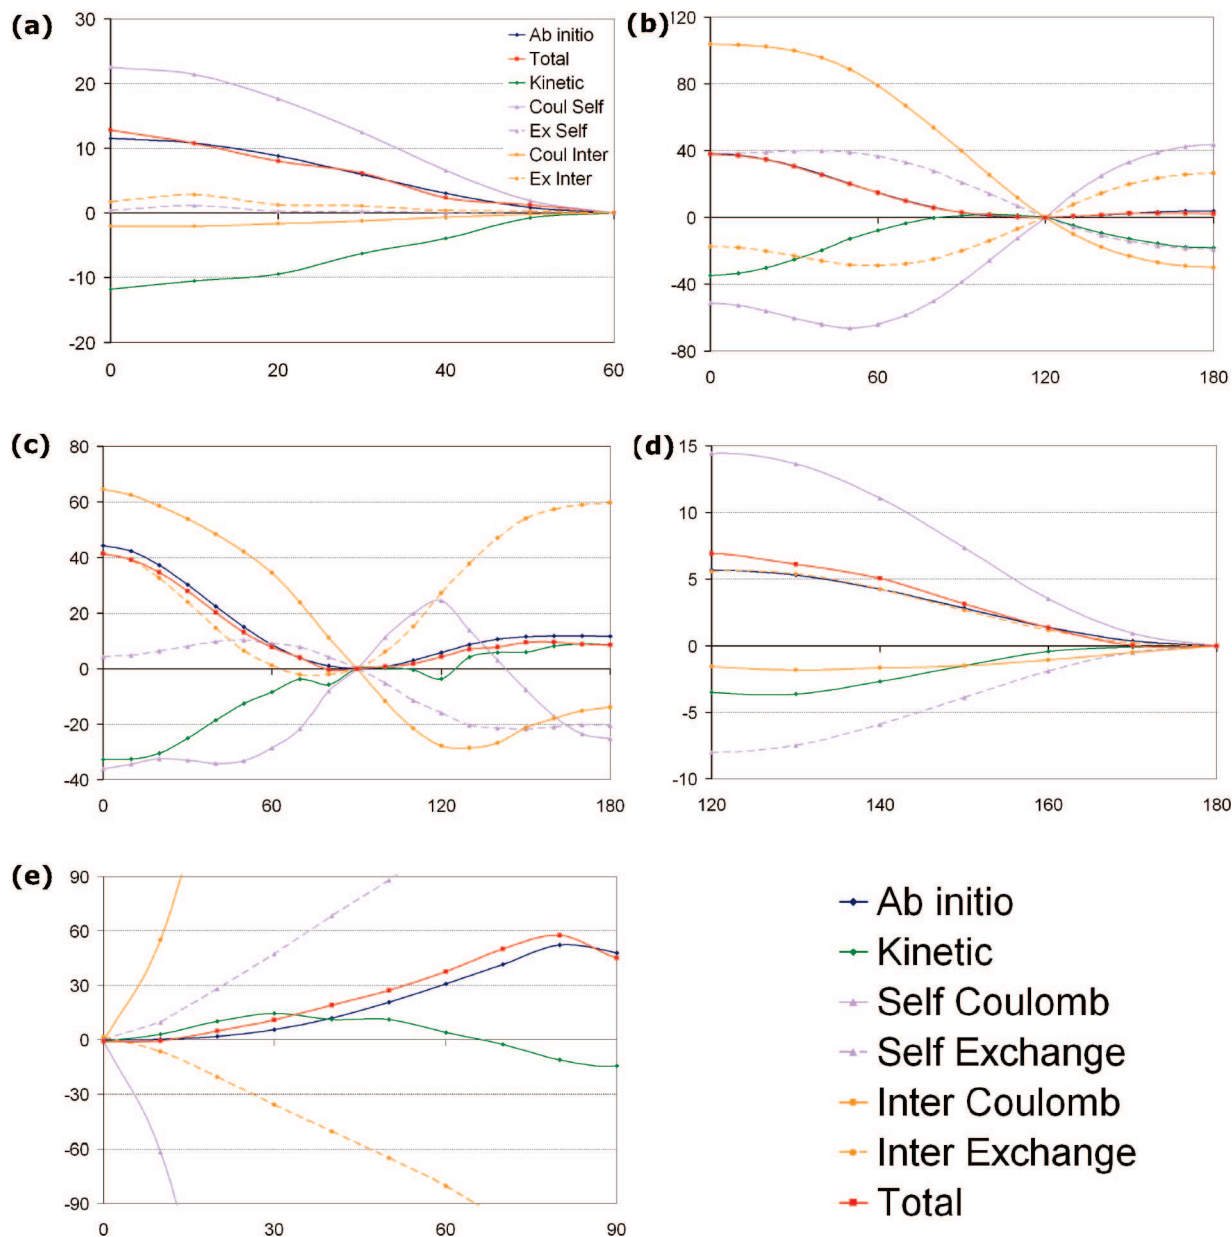 (a)
30
20
10
0
-10
-20
0 20 40 60
Ab initio
Total
Kinetic
Coul Self
Ex Self
Coul Inter
Ex Inter
(b)
120
80
40
0
-40
-80
0 60 120 180
(c)
80
60
40
20
0
-20
-40
0 60 120 180
(d)
15
10
5
0
-5
-10
120 140 160 180
(e)
90
60
30
0
-30
-60
-90
0 30 60 90
Ab initio
Kinetic
Self Coulomb
Self Exchange
Inter Coulomb
Inter Exchange
Total